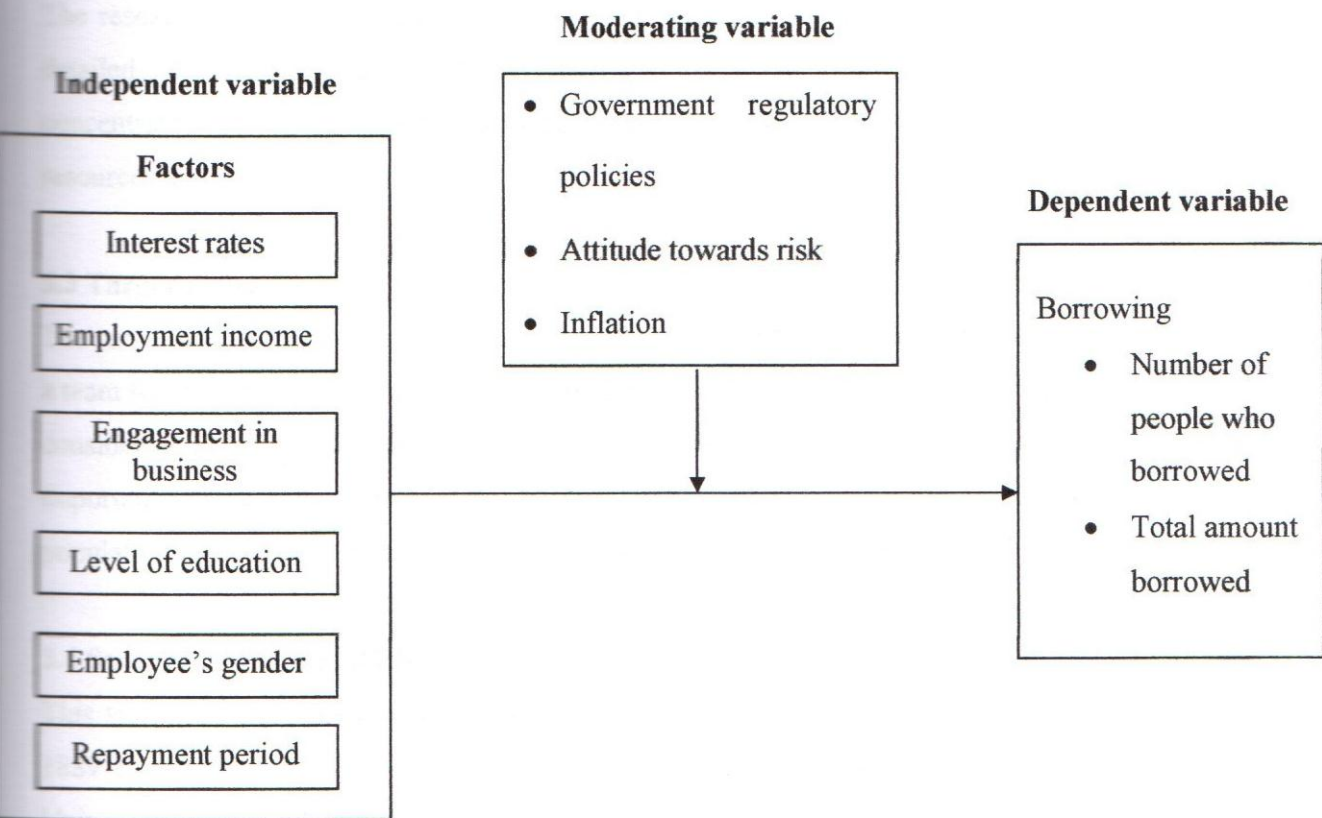 Moderating variable
Independent variable
• Government regulatory
policies
• Attitude towards risk
• Inflation
Factors
Interest rates
Employment income
Engagement in
business
Level of education
Employee's gender
Repayment period
Dependent variable
Borrowing
• Number of
people who
borrowed
• Total amount
borrowed